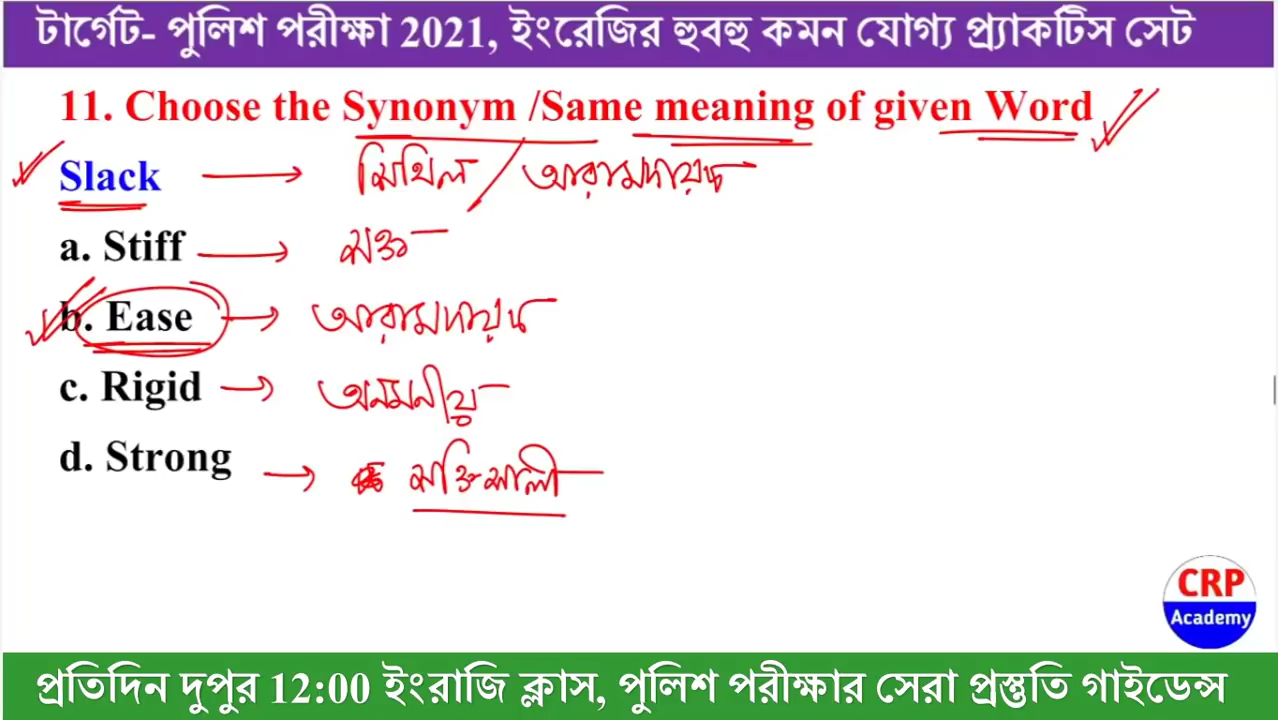 টার্গেট- পুলিশ পরীক্ষা 2021, ইংরেজির হুবহু কমন যোগ্য প্র্যাকটিস সেট
11. Choose the Synonym /Same meaning of given Word
Slack → শিথিল / আরামদায়ক
a. Stiff → শক্ত
b. Ease → আরামদায়ক
c. Rigid → অনমনীয়
d. Strong → শক্তিশালী
CRP
Academy
প্রতিদিন দুপুর 12:00 ইংরাজি ক্লাস, পুলিশ পরীক্ষার সেরা প্রস্তুতি গাইডেন্স